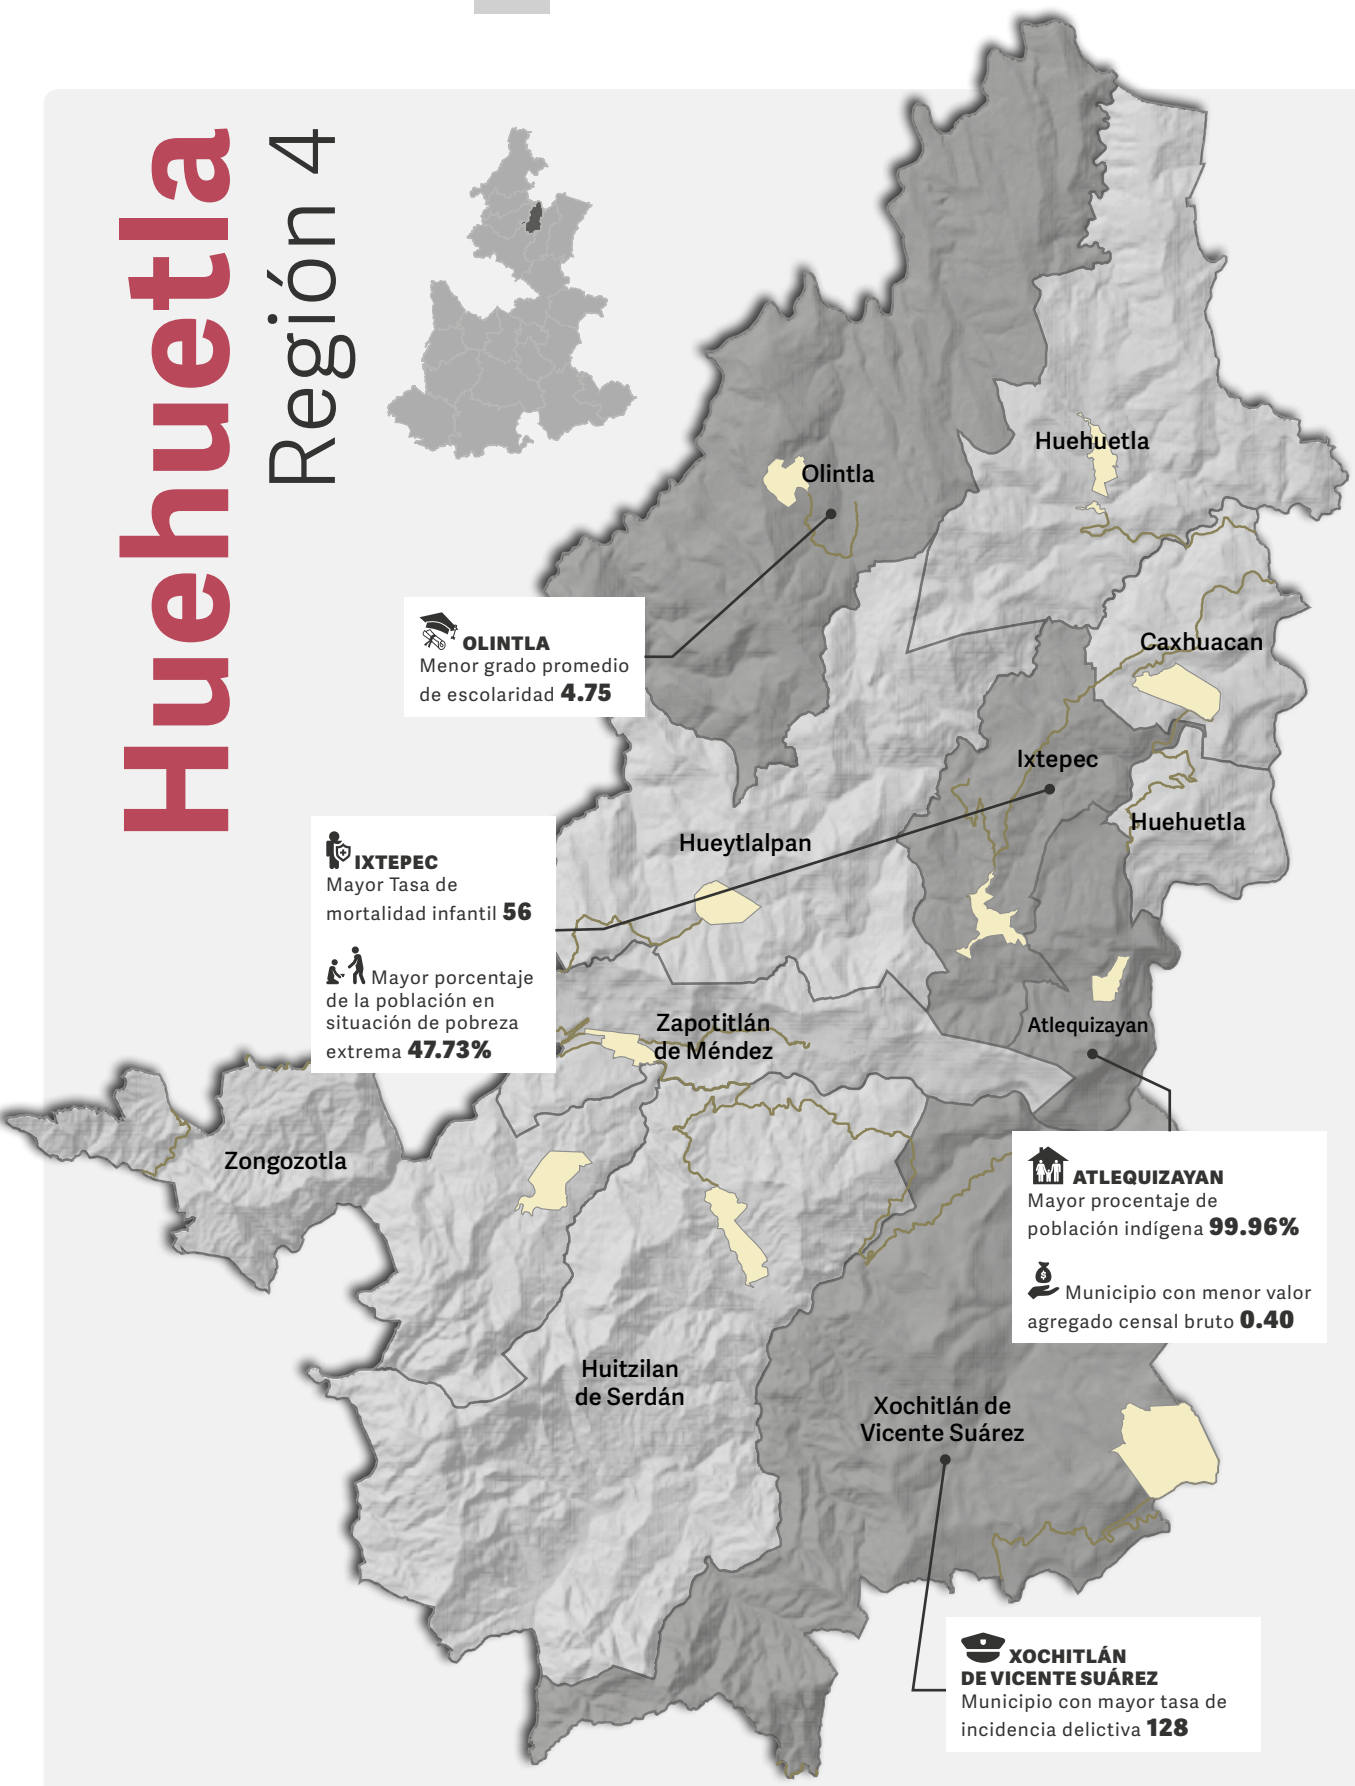 Huehuetla
Región 4
Huehuetla
Olintla
OLINTLA
Menor grado promedio
de escolaridad 4.75
Caxhuacan
Ixtepec
Huehuetla
Hueytlalpan
IXTEPEC
Mayor Tasa de
mortalidad infantil 56
Mayor porcentaje
de la población en
situación de pobreza
extrema 47.73%
Zapotitlán
de Méndez
Atlequizayan
Zongozotla
ATLEQUIZAYAN
Mayor procentaje de
población indígena 99.96%
Municipio con menor valor
agregado censal bruto 0.40
Huitzilan
de Serdán
Xochitlán de
Vicente Suárez
XOCHITLÁN
DE VICENTE SUÁREZ
Municipio con mayor tasa de
incidencia delictiva 128